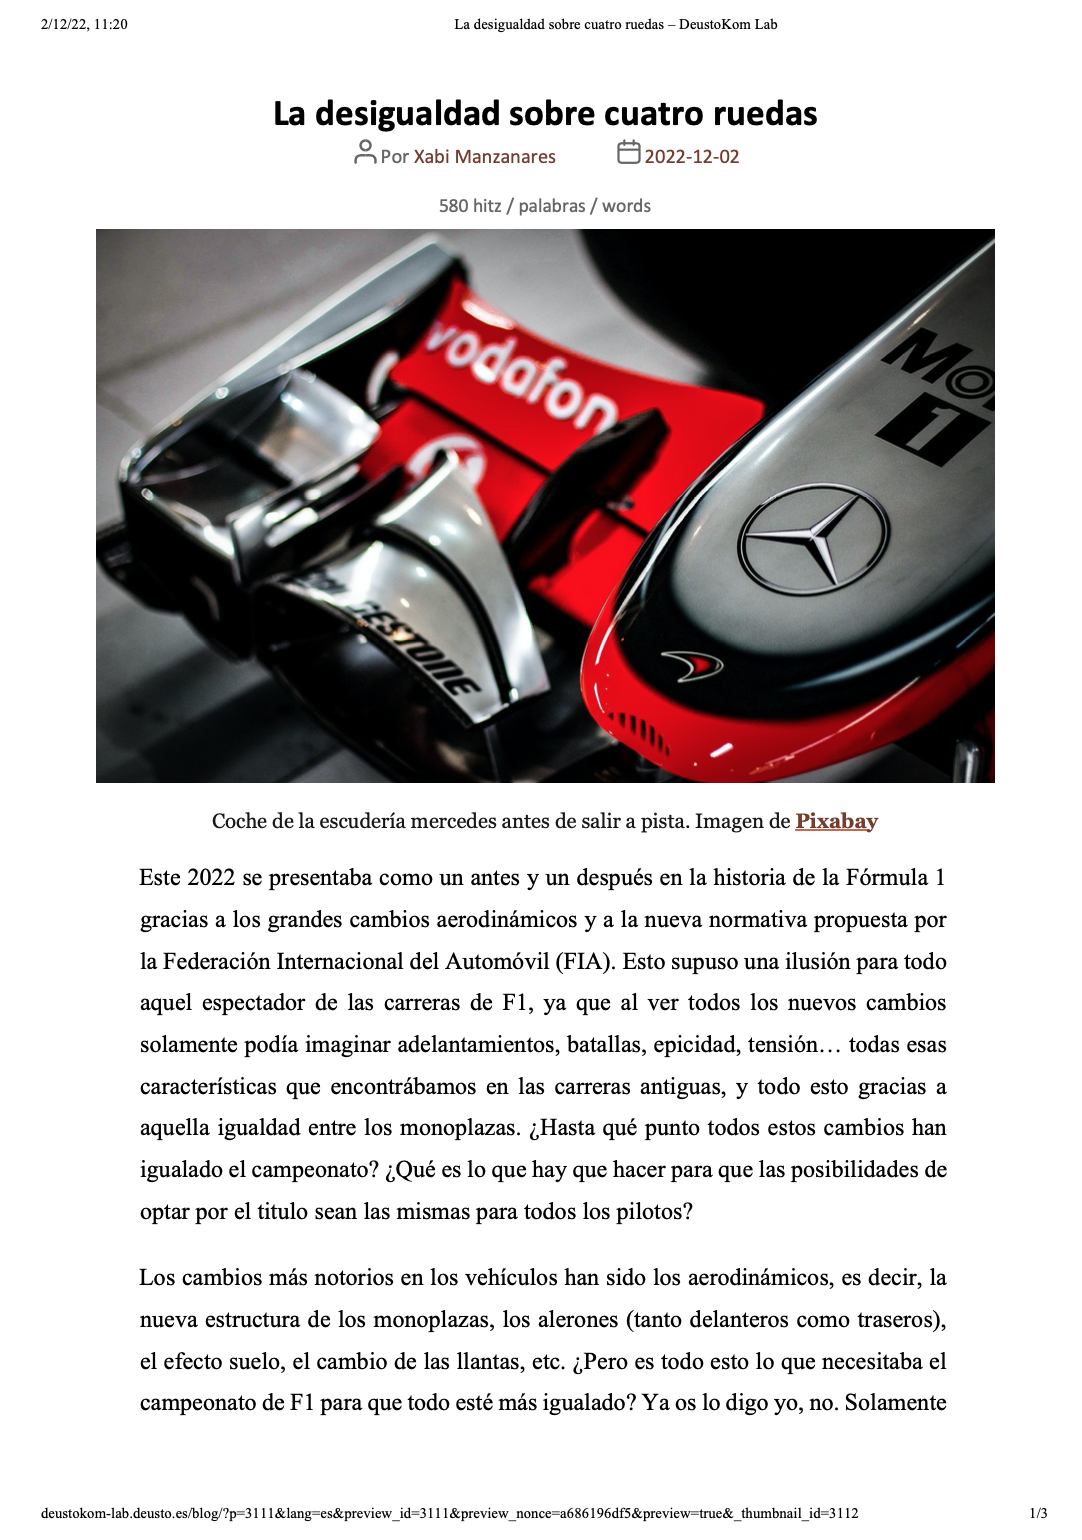 2/12/22, 11:20
La desigualdad sobre cuatro ruedas – DeustoKom Lab
La desigualdad sobre cuatro ruedas
Por Xabi Manzanares
2022-12-02
580 hitz / palabras / words
vodafon
Mo
1
GESTONE
Coche de la escudería mercedes antes de salir a pista. Imagen de Pixabay
Este 2022 se presentaba como un antes y un después en la historia de la Fórmula 1
gracias a los grandes cambios aerodinámicos y a la nueva normativa propuesta por
la Federación Internacional del Automóvil (FIA). Esto supuso una ilusión para todo
aquel espectador de las carreras de F1, ya que al ver todos los nuevos cambios
solamente podía imaginar adelantamientos, batallas, epicidad, tensión… todas esas
características que encontrábamos en las carreras antiguas, y todo esto gracias a
aquella igualdad entre los monoplazas. ¿Hasta qué punto todos estos cambios han
igualado el campeonato? ¿Qué es lo que hay que hacer para que las posibilidades de
optar por el titulo sean las mismas para todos los pilotos?
Los cambios más notorios en los vehículos han sido los aerodinámicos, es decir, la
nueva estructura de los monoplazas, los alerones (tanto delanteros como traseros),
el efecto suelo, el cambio de las llantas, etc. ¿Pero es todo esto lo que necesitaba el
campeonato de F1 para que todo esté más igualado? Ya os lo digo yo, no. Solamente
deustokom-lab.deusto.es/blog/?p=3111&lang=es&preview_id=3111&preview_nonce=a686196df5&preview=true&_thumbnail_id=3112
1/3